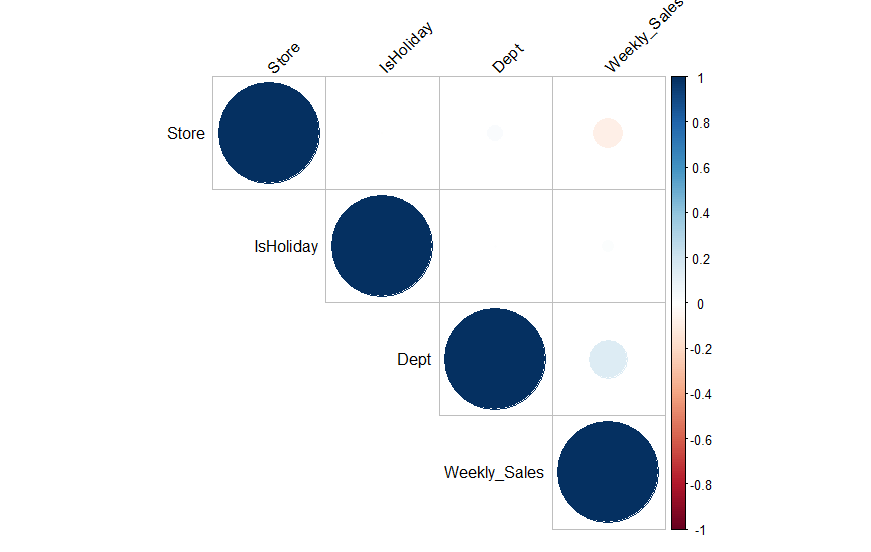 Store
IsHoliday
Dept
Weekly_Sales
Store
IsHoliday
Dept
Weekly_Sales
1
0.8
0.6
0.4
0.2
0
-0.2
-0.4
-0.6
-0.8
-1